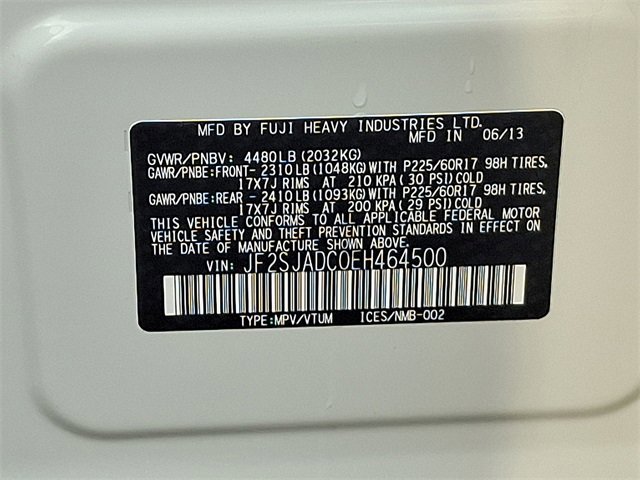 MFD BY FUJI HEAVY INDUSTRIES LTD.
MFD IN 06/13
GVWR/PNBV: 4480LB(2032KG)
GAWR/PNBE:FRONT- 2310LB(1048KG)WITH P225/60R17 98H TIRES,
17X7J RIMS AT 210 KPA( 30 PSI)COLD
GAWR/PNBE:REAR - 2410LB(1093KG)WITH P225/60R17 98H TIRES,
17X7J RIMS AT 200 KPA( 29 PSI)COLD
THIS VEHICLE CONFORMS TO ALL APPLICABLE FEDERAL MOTOR
VEHICLE SAFETY AND THEFT PREVENTION STANDARDS IN EFFECT ON
THE DATE OF MANUFACTURE SHOWN ABOVE.
VIN: JF2SJADC0EH464500
TYPE:MPV/VTUM ICES/NMB-002